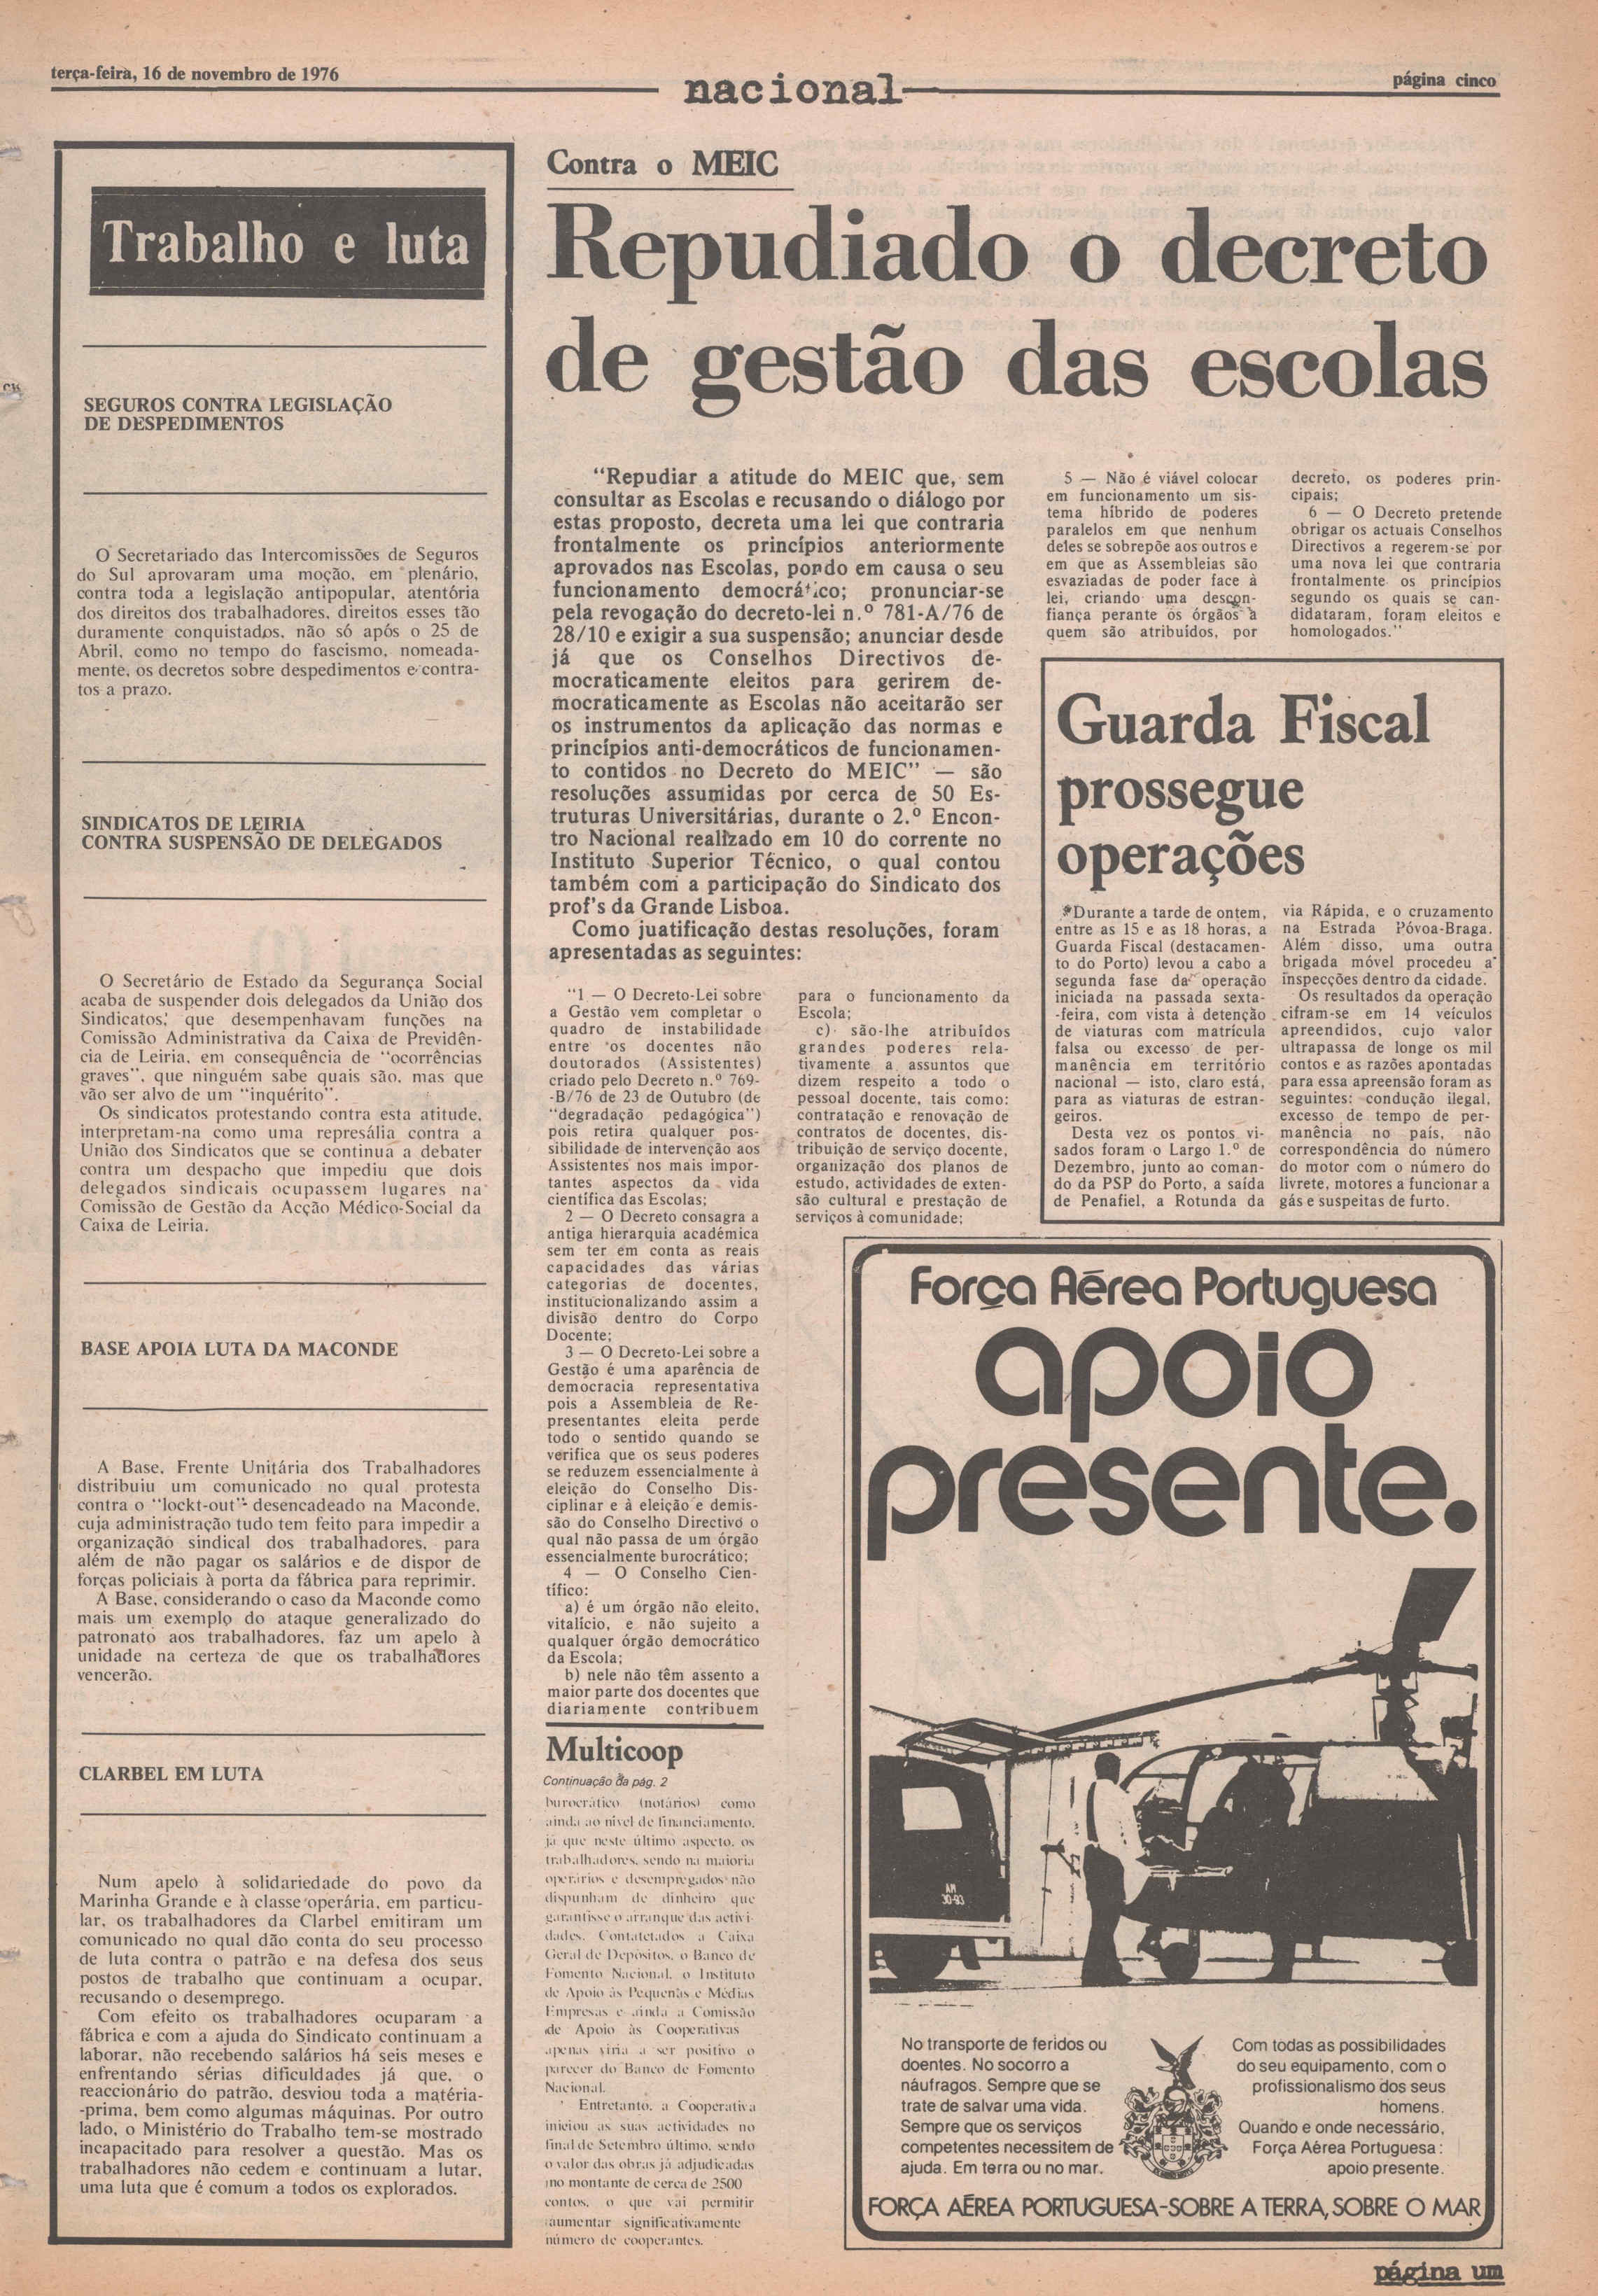 terça-feira, 16 de novembro de 1976
nacional
página cinco
Trabalho e luta
SEGUROS CONTRA LEGISLAÇÃO
DE DESPEDIMENTOS
O Secretariado das Intercomissões de Seguros
do Sul aprovaram uma moção, em plenário,
contra toda a legislação antipopular, atentória
dos direitos dos trabalhadores, direitos esses tão
duramente conquistados, não só após o 25 de
Abril, como no tempo do fascismo, nomeada-
mente, os decretos sobre despedimentos e contra-
tos a prazo.
SINDICATOS DE LEIRIA
CONTRA SUSPENSÃO DE DELEGADOS
O Secretário de Estado da Segurança Social
acaba de suspender dois delegados da União dos
Sindicatos, que desempenhavam funções na
Comissão Administrativa da Caixa de Previdên-
cia de Leiria, em consequência de "ocorrências
graves", que ninguém sabe quais são, mas que
vão ser alvo de um "inquérito".
Os sindicatos protestando contra esta atitude,
interpretam-na como uma represália contra a
União dos Sindicatos que se continua a debater
contra um despacho que impediu que dois
delegados sindicais ocupassem lugares na
Comissão de Gestão da Acção Médico-Social da
Caixa de Leiria.
BASE APOIA LUTA DA MACONDE
A Base, Frente Unitária dos Trabalhadores
distribuiu um comunicado no qual protesta
contra o "lockt-out" desencadeado na Maconde,
cuja administração tudo tem feito para impedir a
organização sindical dos trabalhadores, para
além de não pagar os salários e de dispor de
forças policiais à porta da fábrica para reprimir.
A Base, considerando o caso da Maconde como
mais um exemplo do ataque generalizado do
patronato aos trabalhadores, faz um apelo à
unidade na certeza de que os trabalhadores
vencerão.
CLARBEL EM LUTA
Num apelo à solidariedade do povo da
Marinha Grande e à classe operária, em particu-
lar, os trabalhadores da Clarbel emitiram um
comunicado no qual dão conta do seu processo
de luta contra o patrão e na defesa dos seus
postos de trabalho que continuam a ocupar,
recusando o desemprego.
Com efeito os trabalhadores ocuparam a
fábrica e com a ajuda do Sindicato continuam a
laborar, não recebendo salários há seis meses e
enfrentando sérias dificuldades já que, o
reaccionário do patrão, desviou toda a matéria-
-prima, bem como algumas máquinas. Por outro
lado, o Ministério do Trabalho tem-se mostrado
incapacitado para resolver a questão. Mas os
trabalhadores não cedem e continuam a lutar,
uma luta que é comum a todos os explorados.
Contra o MEIC
Repudiado o decreto
de gestão das escolas
"Repudiar a atitude do MEIC que, sem
consultar as Escolas e recusando o diálogo por
estas proposto, decreta uma lei que contraria
frontalmente os princípios anteriormente
aprovados nas Escolas, pondo em causa o seu
funcionamento democrático; pronunciar-se
pela revogação do decreto-lei n.º 781-A/76 de
28/10 e exigir a sua suspensão; anunciar desde
já que os Conselhos Directivos de-
mocraticamente eleitos para gerirem de-
mocraticamente as Escolas não aceitarão ser
os instrumentos da aplicação das normas e
princípios anti-democráticos de funcionamen-
to contidos no Decreto do MEIC" — são
resoluções assumidas por cerca de 50 Es-
truturas Universitárias, durante o 2.º Encon-
tro Nacional realizado em 10 do corrente no
Instituto Superior Técnico, o qual contou
também com a participação do Sindicato dos
prof's da Grande Lisboa.
Como juatificação destas resoluções, foram
apresentadas as seguintes:
"1 — O Decreto-Lei sobre
a Gestão vem completar o
quadro de instabilidade
entre os docentes não
doutorados (Assistentes)
criado pelo Decreto n.º 769-
-B/76 de 23 de Outubro (de
"degradação pedagógica")
pois retira qualquer pos-
sibilidade de intervenção aos
Assistentes nos mais impor-
tantes aspectos da vida
científica das Escolas;
2 — O Decreto consagra a
antiga hierarquia académica
sem ter em conta as reais
capacidades das várias
categorias de docentes,
institucionalizando assim a
divisão dentro do Corpo
Docente;
3 — O Decreto-Lei sobre a
Gestão é uma aparência de
democracia representativa
pois a Assembleia de Re-
presentantes eleita perde
todo o sentido quando se
verifica que os seus poderes
se reduzem essencialmente à
eleição do Conselho Dis-
ciplinar e à eleição e demis-
são do Conselho Directivo o
qual não passa de um órgão
essencialmente burocrático;
4 — O Conselho Cien-
tífico:
a) é um órgão não eleito,
vitalício, e não sujeito a
qualquer órgão democrático
da Escola;
b) nele não têm assento a
maior parte dos docentes que
diariamente contribuem
para o funcionamento da
Escola;
c) são-lhe atribuídos
grandes poderes rela-
tivamente a assuntos que
dizem respeito a todo o
pessoal docente, tais como:
contratação e renovação de
contratos de docentes, dis-
tribuição de serviço docente,
organização dos planos de
estudo, actividades de exten-
são cultural e prestação de
serviços à comunidade;
5 — Não é viável colocar
em funcionamento um sis-
tema híbrido de poderes
paralelos em que nenhum
deles se sobrepõe aos outros e
em que as Assembleias são
esvaziadas de poder face à
lei, criando uma descon-
fiança perante os órgãos à
quem são atribuídos, por
decreto, os poderes prin-
cipais;
6 — O Decreto pretende
obrigar os actuais Conselhos
Directivos a regerem-se por
uma nova lei que contraria
frontalmente os princípios
segundo os quais se can-
didataram, foram eleitos e
homologados."
Guarda Fiscal
prossegue
operações
Durante a tarde de ontem,
entre as 15 e as 18 horas, a
Guarda Fiscal (destacamen-
to do Porto) levou a cabo a
segunda fase da operação
iniciada na passada sexta-
-feira, com vista à detenção
de viaturas com matrícula
falsa ou excesso de per-
manência em território
nacional — isto, claro está,
para as viaturas de estran-
geiros.
Desta vez os pontos vi-
sados foram o Largo 1.º de
Dezembro, junto ao coman-
do da PSP do Porto, a saída
de Penafiel, a Rotunda da
via Rápida, e o cruzamento
na Estrada Póvoa-Braga.
Além disso, uma outra
brigada móvel procedeu a
inspecções dentro da cidade.
Os resultados da operação
cifram-se em 14 veículos
apreendidos, cujo valor
ultrapassa de longe os mil
contos e as razões apontadas
para essa apreensão foram as
seguintes: condução ilegal,
excesso de tempo de per-
manência no país, não
correspondência do número
do motor com o número do
livrete, motores a funcionar a
gás e suspeitas de furto.
Multicoop
Continuação da pág. 2
burocrático (notários) como
ainda ao nível de financiamento,
já que neste último aspecto, os
trabalhadores, sendo na maioria
operários e desempregados não
dispunham de dinheiro que
garantisse o arranque das activi-
dades. Contatctados a Caixa
Geral de Depósitos, o Banco de
Fomento Nacional, o Instituto
de Apoio às Pequenas e Médias
Empresas e ainda a Comissão
de Apoio às Cooperativas
apenas viria a ser positivo o
parecer do Banco de Fomento
Nacional.
Entretanto, a Cooperativa
iniciou as suas actividades no
final de Setembro último, sendo
o valor das obras já adjudicadas
no montante de cerca de 2500
contos, o que vai permitir
aumentar significativamente
número de cooperantes.
Força Aérea Portuguesa
apoio
presente.
AM
30-93
No transporte de feridos ou
doentes. No socorro a
náufragos. Sempre que se
trate de salvar uma vida.
Sempre que os serviços
competentes necessitem de
ajuda. Em terra ou no mar.
Com todas as possibilidades
do seu equipamento, com o
profissionalismo dos seus
homens.
Quando e onde necessário,
Força Aérea Portuguesa:
apoio presente.
FORÇA AÉREA PORTUGUESA-SOBRE A TERRA, SOBRE O MAR
página um